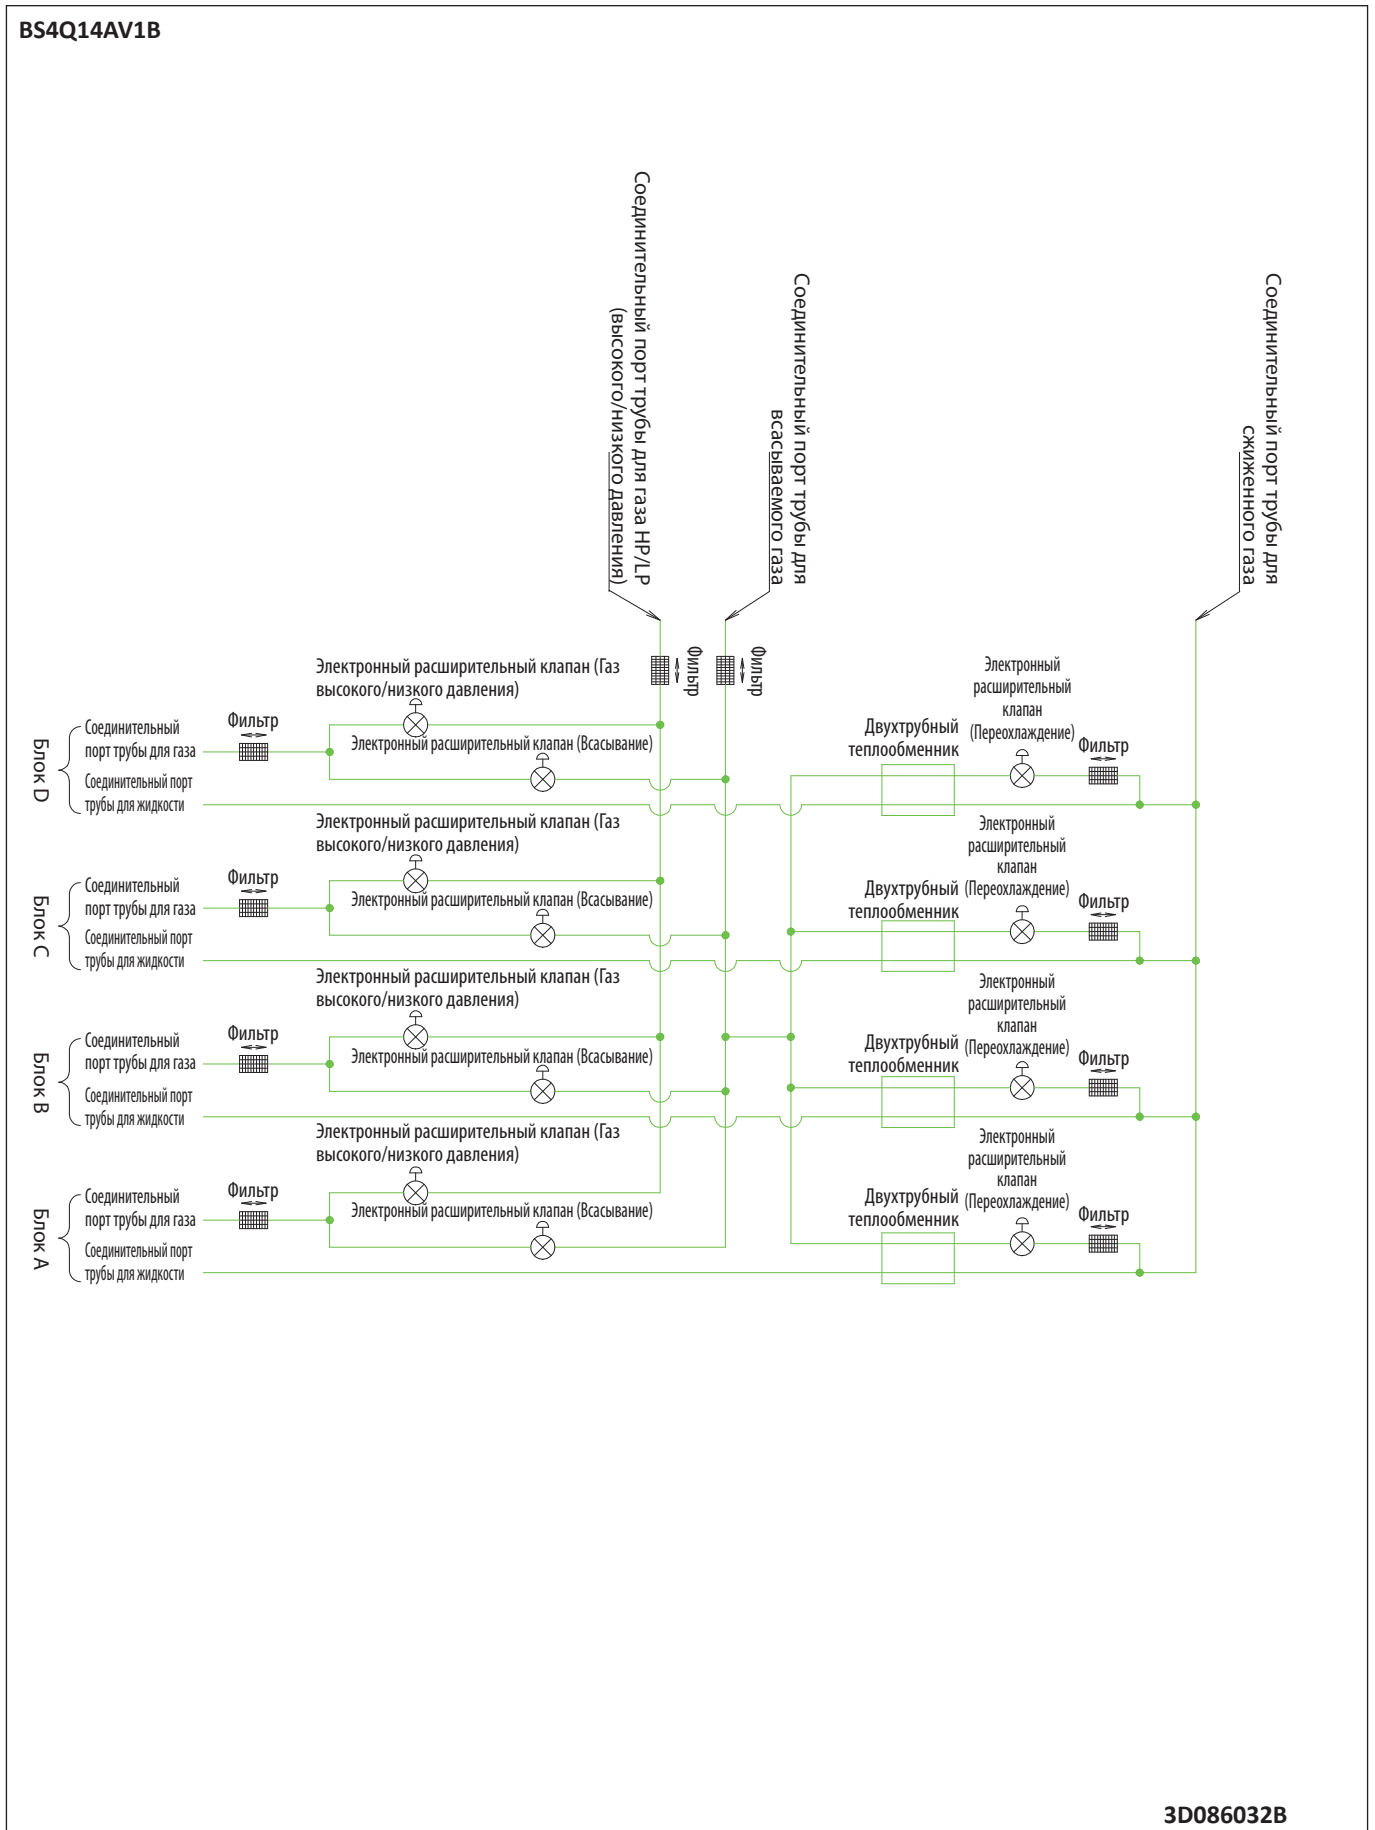 BS4Q14AV1B
Соединительный порт трубы для газа HP/LP
(высокого/низкого давления)
Соединительный порт трубы для
всасываемого газа
Соединительный порт трубы для
сжиженного газа
Фильтр
Фильтр
Блок D
Соединительный
порт трубы для газа
Соединительный порт
трубы для жидкости
Фильтр
Электронный расширительный клапан (Газ
высокого/низкого давления)
Электронный расширительный клапан (Всасывание)
Двухтрубный
теплообменник
Электронный
расширительный
клапан
(Переохлаждение)
Фильтр
Блок C
Соединительный
порт трубы для газа
Соединительный порт
трубы для жидкости
Фильтр
Электронный расширительный клапан (Газ
высокого/низкого давления)
Электронный расширительный клапан (Всасывание)
Двухтрубный
теплообменник
Электронный
расширительный
клапан
(Переохлаждение)
Фильтр
Блок B
Соединительный
порт трубы для газа
Соединительный порт
трубы для жидкости
Фильтр
Электронный расширительный клапан (Газ
высокого/низкого давления)
Электронный расширительный клапан (Всасывание)
Двухтрубный
теплообменник
Электронный
расширительный
клапан
(Переохлаждение)
Фильтр
Блок A
Соединительный
порт трубы для газа
Соединительный порт
трубы для жидкости
Фильтр
Электронный расширительный клапан (Газ
высокого/низкого давления)
Электронный расширительный клапан (Всасывание)
Двухтрубный
теплообменник
Электронный
расширительный
клапан
(Переохлаждение)
Фильтр
3D086032B